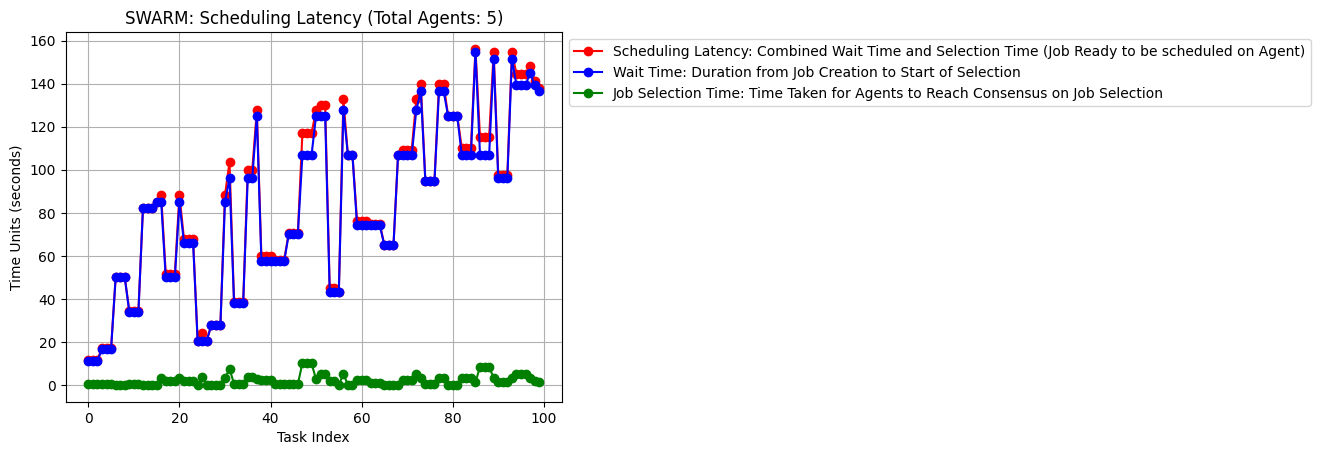 SWARM: Scheduling Latency (Total Agents: 5)
Scheduling Latency: Combined Wait Time and Selection Time (Job Ready to be scheduled on Agent)
Wait Time: Duration from Job Creation to Start of Selection
Job Selection Time: Time Taken for Agents to Reach Consensus on Job Selection
Time Units (seconds)
160
140
120
100
80
60
40
20
0
0 20 40 60 80 100
Task Index